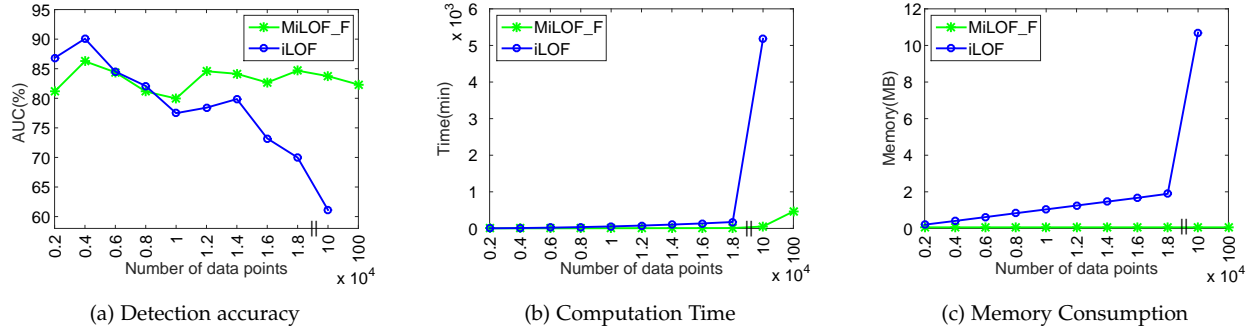 95
90
85
80
75
70
65
60
AUC(%)
MiLOF_F
iLOF
0.2
0.4
0.6
0.8
1
1.2
1.4
1.6
1.8
10
100
Number of data points
x 10^4
(a) Detection accuracy
x 10^3
6
5
4
3
2
1
0
Time(min)
MiLOF_F
iLOF
0.2
0.4
0.6
0.8
1
1.2
1.4
1.6
1.8
10
100
Number of data points
x 10^4
(b) Computation Time
12
10
8
6
4
2
0
Memory(MB)
MiLOF_F
iLOF
0.2
0.4
0.6
0.8
1
1.2
1.4
1.6
1.8
10
100
Number of data points
x 10^4
(c) Memory Consumption